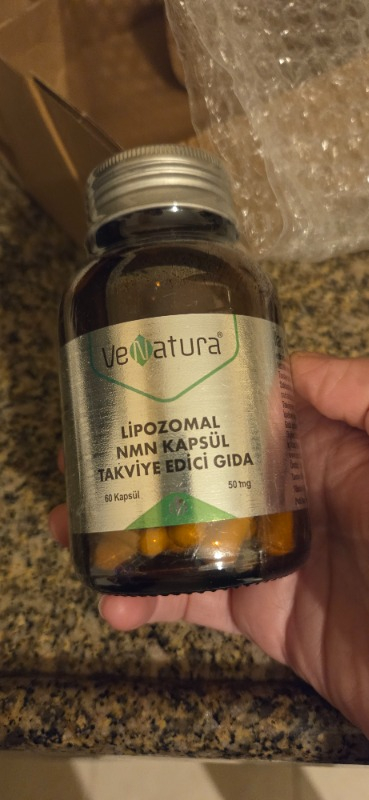 VeNatura®
LİPOZOMAL
NMN KAPSÜL
TAKVİYE EDİCİ GIDA
60 Kapsül
50 mg